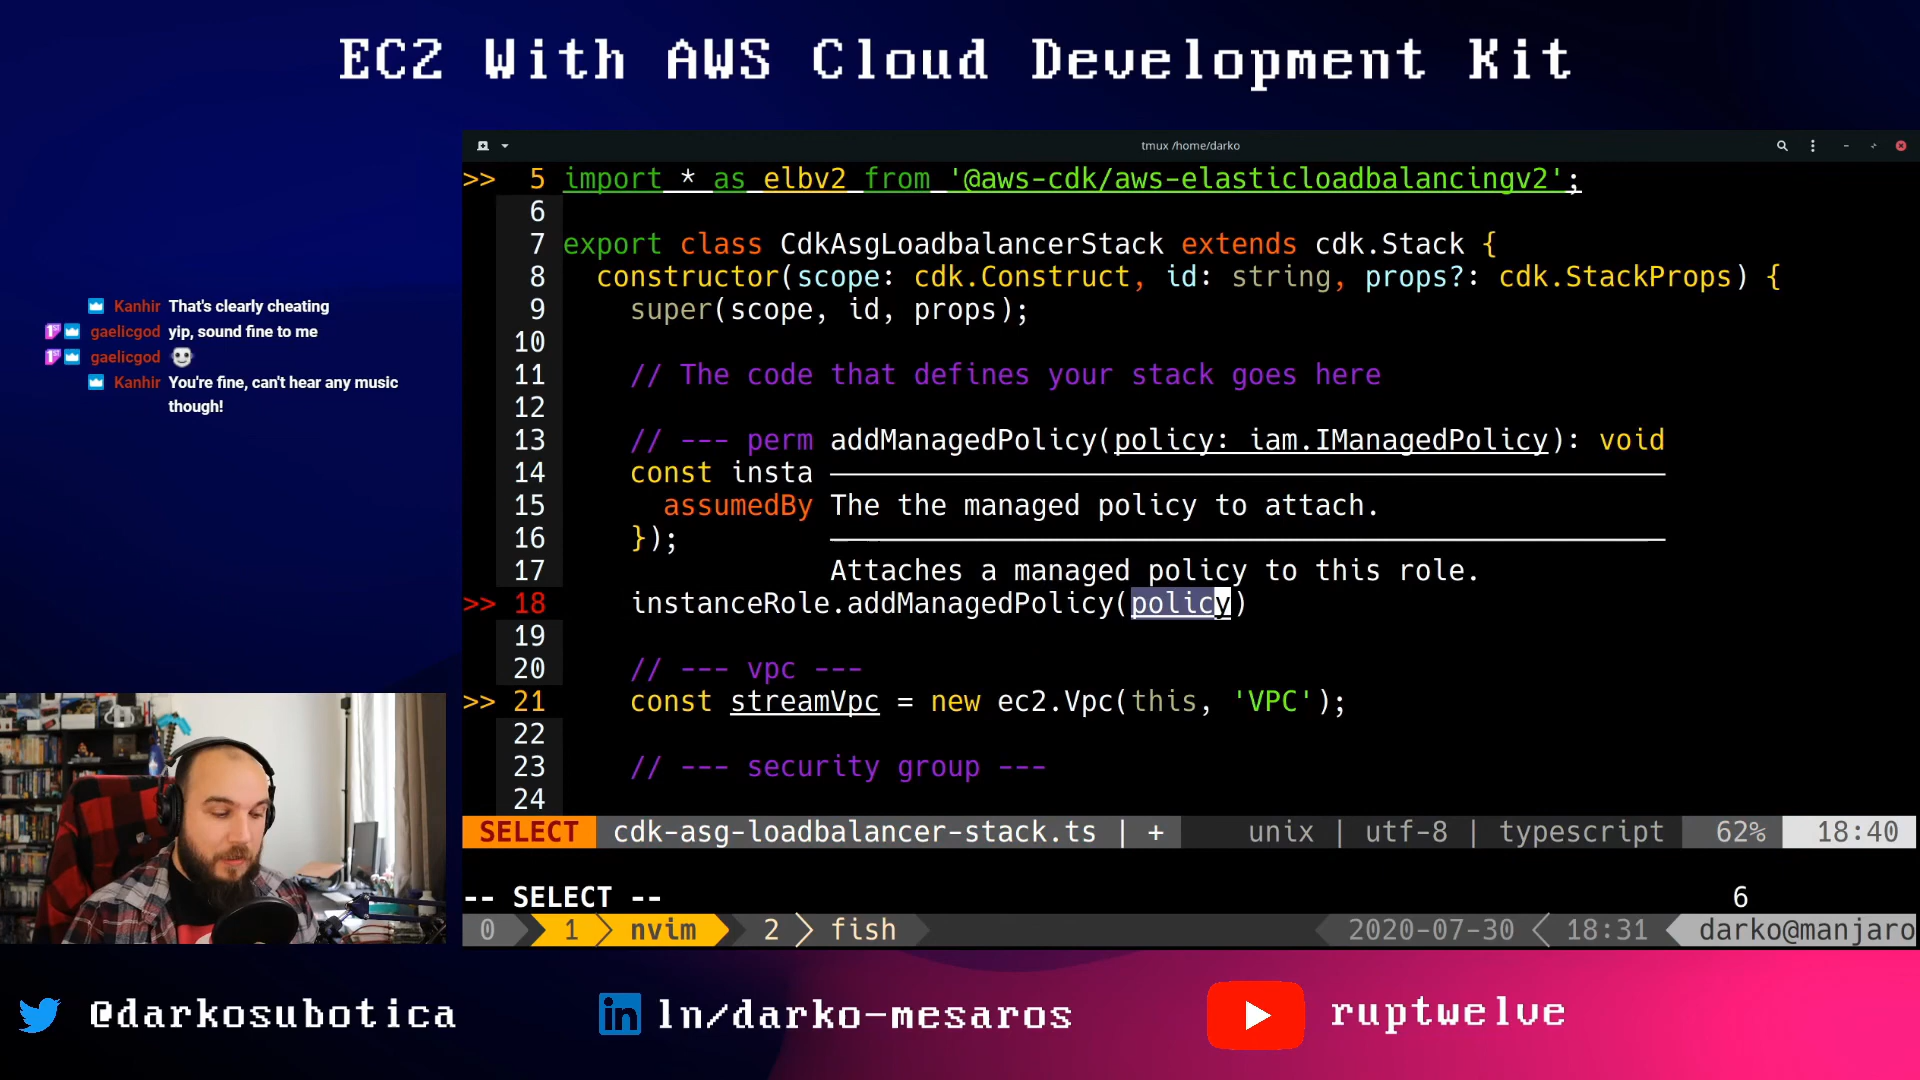 EC2 With AWS Cloud Development Kit
tmux /home/darko
>> 5 import * as elbv2 from '@aws-cdk/aws-elasticloadbalancingv2';
6
7 export class CdkAsgLoadbalancerStack extends cdk.Stack {
8 constructor(scope: cdk.Construct, id: string, props?: cdk.StackProps) {
9 super(scope, id, props);
10
11 // The code that defines your stack goes here
12
13 // --- perm addManagedPolicy(policy: iam.IManagedPolicy): void
14 const insta
15 assumedBy The the managed policy to attach.
16 });
17 Attaches a managed policy to this role.
>> 18 instanceRole.addManagedPolicy(policy)
19
20 // --- vpc ---
>> 21 const streamVpc = new ec2.Vpc(this, 'VPC');
22
23 // --- security group ---
24
SELECT cdk-asg-loadbalancer-stack.ts | + unix | utf-8 | typescript 62% 18:40
-- SELECT -- 6
0 1 nvim 2 fish 2020-07-30 18:31 darko@manjaro
Kanhir That's clearly cheating
gaelicgod yip, sound fine to me
gaelicgod
Kanhir You're fine, can't hear any music
though!
@darkosubotica
in ln/darko-mesaros
ruptwelve